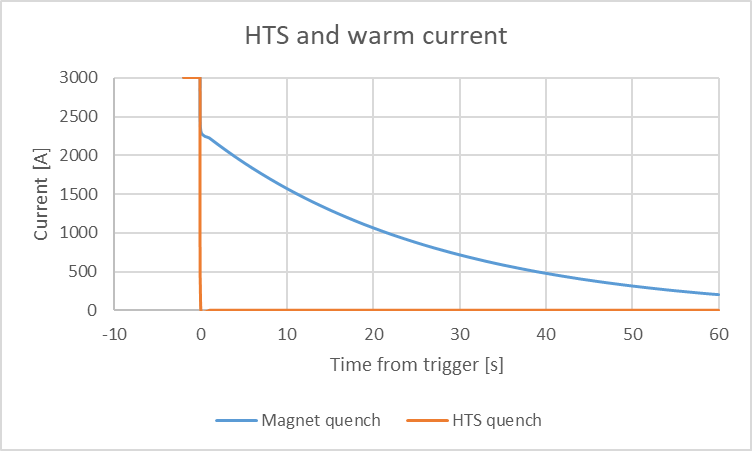 HTS and warm current
3000
2500
2000
1500
1000
500
0
Current [A]
-10 0 10 20 30 40 50 60
Time from trigger [s]
Magnet quench HTS quench